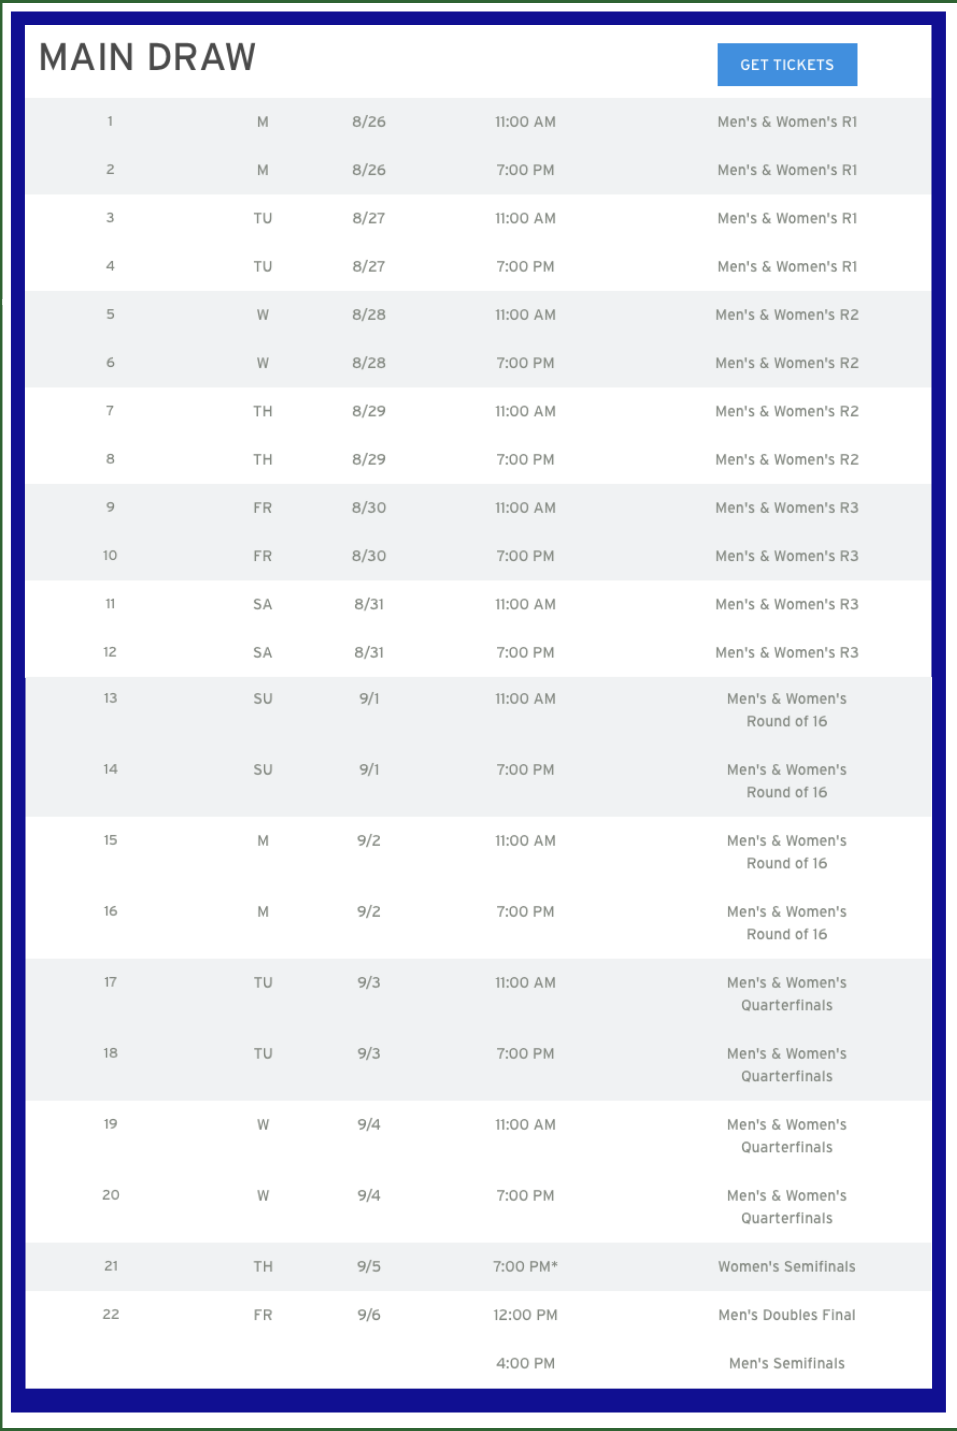 MAIN DRAW
GET TICKETS
1 M 8/26 11:00 AM Men's & Women's R1
2 M 8/26 7:00 PM Men's & Women's R1
3 TU 8/27 11:00 AM Men's & Women's R1
4 TU 8/27 7:00 PM Men's & Women's R1
5 W 8/28 11:00 AM Men's & Women's R2
6 W 8/28 7:00 PM Men's & Women's R2
7 TH 8/29 11:00 AM Men's & Women's R2
8 TH 8/29 7:00 PM Men's & Women's R2
9 FR 8/30 11:00 AM Men's & Women's R3
10 FR 8/30 7:00 PM Men's & Women's R3
11 SA 8/31 11:00 AM Men's & Women's R3
12 SA 8/31 7:00 PM Men's & Women's R3
13 SU 9/1 11:00 AM Men's & Women's
Round of 16
14 SU 9/1 7:00 PM Men's & Women's
Round of 16
15 M 9/2 11:00 AM Men's & Women's
Round of 16
16 M 9/2 7:00 PM Men's & Women's
Round of 16
17 TU 9/3 11:00 AM Men's & Women's
Quarterfinals
18 TU 9/3 7:00 PM Men's & Women's
Quarterfinals
19 W 9/4 11:00 AM Men's & Women's
Quarterfinals
20 W 9/4 7:00 PM Men's & Women's
Quarterfinals
21 TH 9/5 7:00 PM* Women's Semifinals
22 FR 9/6 12:00 PM Men's Doubles Final
4:00 PM Men's Semifinals